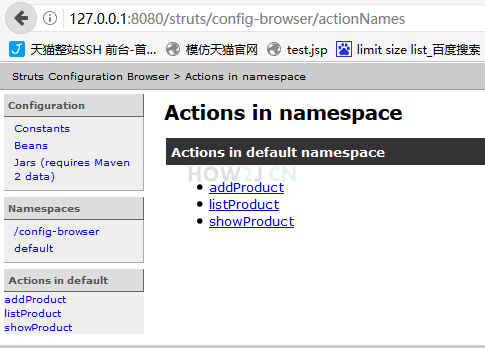 127.0.0.1:8080/struts/config-browser/actionNames
天猫整站SSH 前台-首... 模仿天猫官网 test.jsp limit size list_百度搜索
Struts Configuration Browser > Actions in namespace
Configuration
Constants
Beans
Jars (requires Maven
2 data)
Namespaces
/config-browser
default
Actions in default
addProduct
listProduct
showProduct
Actions in namespace
Actions in default namespace
HOW2J.CN
addProduct
listProduct
showProduct